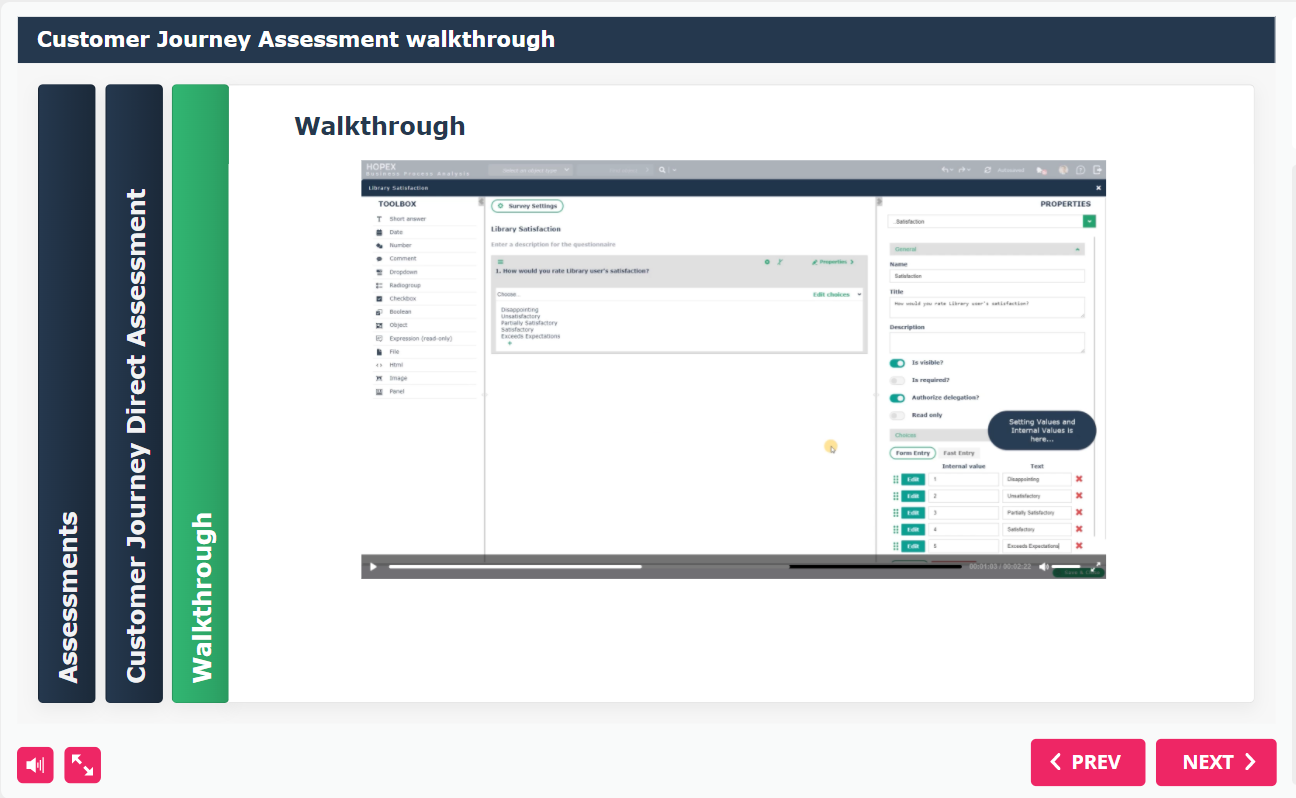 Customer Journey Assessment walkthrough
Assessments
Customer Journey Direct Assessment
Walkthrough
Walkthrough
HOPEX
Business Process Analysis
Library Satisfaction
TOOLBOX
Short answer
Date
Number
Comment
Dropdown
Radiogroup
Checkbox
Boolean
Object
Expression (read-only)
File
Html
Image
Panel
Survey Settings
Library Satisfaction
Enter a description for the questionnaire
Properties
1. How would you rate Library user's satisfaction?
Choose...
Edit choices
Disappointing
Unsatisfactory
Partially Satisfactory
Satisfactory
Exceeds Expectations
PROPERTIES
Satisfaction
General
Name
Satisfaction
Title
How would you rate Library user's satisfaction?
Description
Is visible?
Is required?
Authorize delegation?
Read only
Setting Values and
Internal Values is
here...
Choices
Form Entry Fast Entry
Internal value Text
Edit 1 Disappointing
Edit 2 Unsatisfactory
Edit 3 Partially Satisfactory
Edit 4 Satisfactory
Edit 5 Exceeds Expectations
00:01:03 / 00:02:22
PREV
NEXT